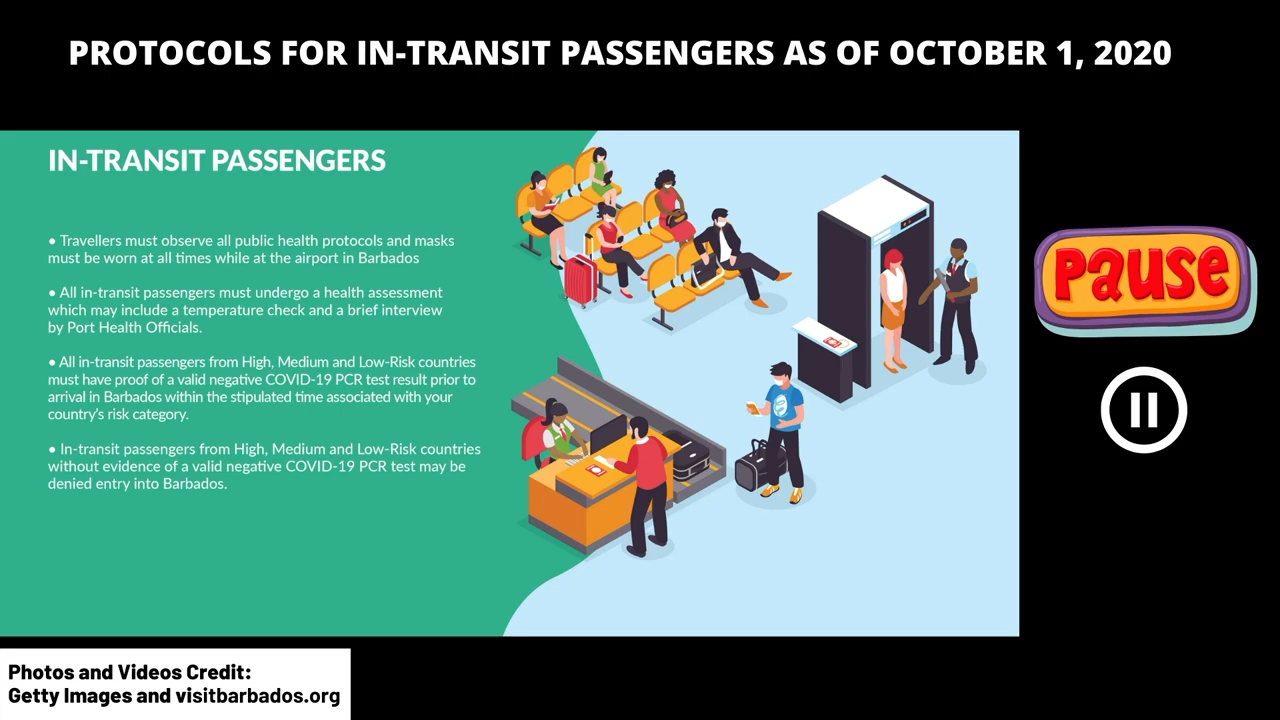 PROTOCOLS FOR IN-TRANSIT PASSENGERS AS OF OCTOBER 1, 2020
IN-TRANSIT PASSENGERS
• Travellers must observe all public health protocols and masks
must be worn at all times while at the airport in Barbados
• All in-transit passengers must undergo a health assessment
which may include a temperature check and a brief interview
by Port Health Officials.
• All in-transit passengers from High, Medium and Low-Risk countries
must have proof of a valid negative COVID-19 PCR test result prior to
arrival in Barbados within the stipulated time associated with your
country's risk category.
• In-transit passengers from High, Medium and Low-Risk countries
without evidence of a valid negative COVID-19 PCR test may be
denied entry into Barbados.
Pause
Photos and Videos Credit:
Getty Images and visitbarbados.org